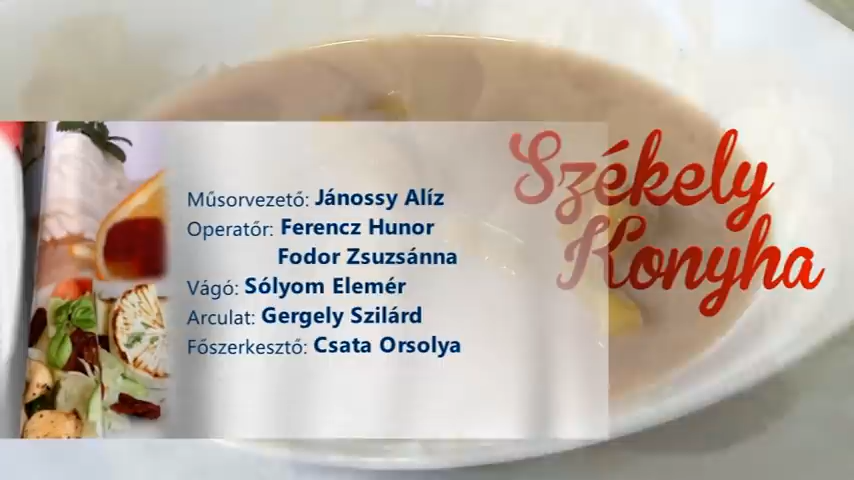 Székely
Konyha
Műsorvezető: Jánossy Alíz
Operatőr: Ferencz Hunor
Fodor Zsuzsánna
Vágó: Sólyom Elemér
Arculat: Gergely Szilárd
Főszerkesztő: Csata Orsolya